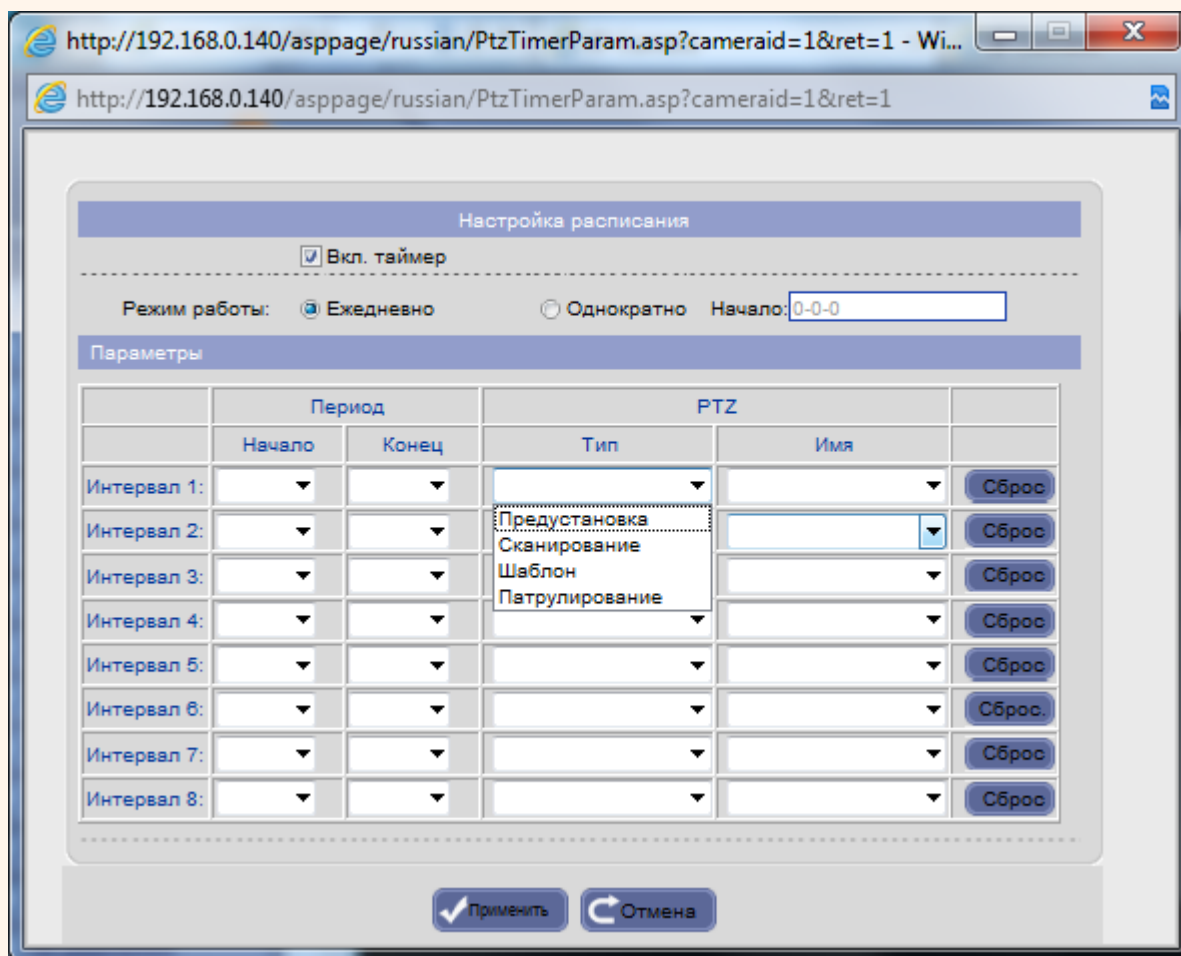 http://192.168.0.140/asppage/russian/PtzTimerParam.asp?cameraid=1&ret=1 - Wi...
http://192.168.0.140/asppage/russian/PtzTimerParam.asp?cameraid=1&ret=1
Настройка расписания
Вкл. таймер
Режим работы: Ежедневно Однократно Начало: 0-0-0
Параметры
Период PTZ
Начало Конец Тип Имя
Интервал 1: Сброс
Предустановка
Интервал 2: Сброс
Сканирование
Шаблон
Интервал 3: Сброс
Патрулирование
Интервал 4: Сброс
Интервал 5: Сброс
Интервал 6: Сброс.
Интервал 7: Сброс
Интервал 8: Сброс
Применить Отмена